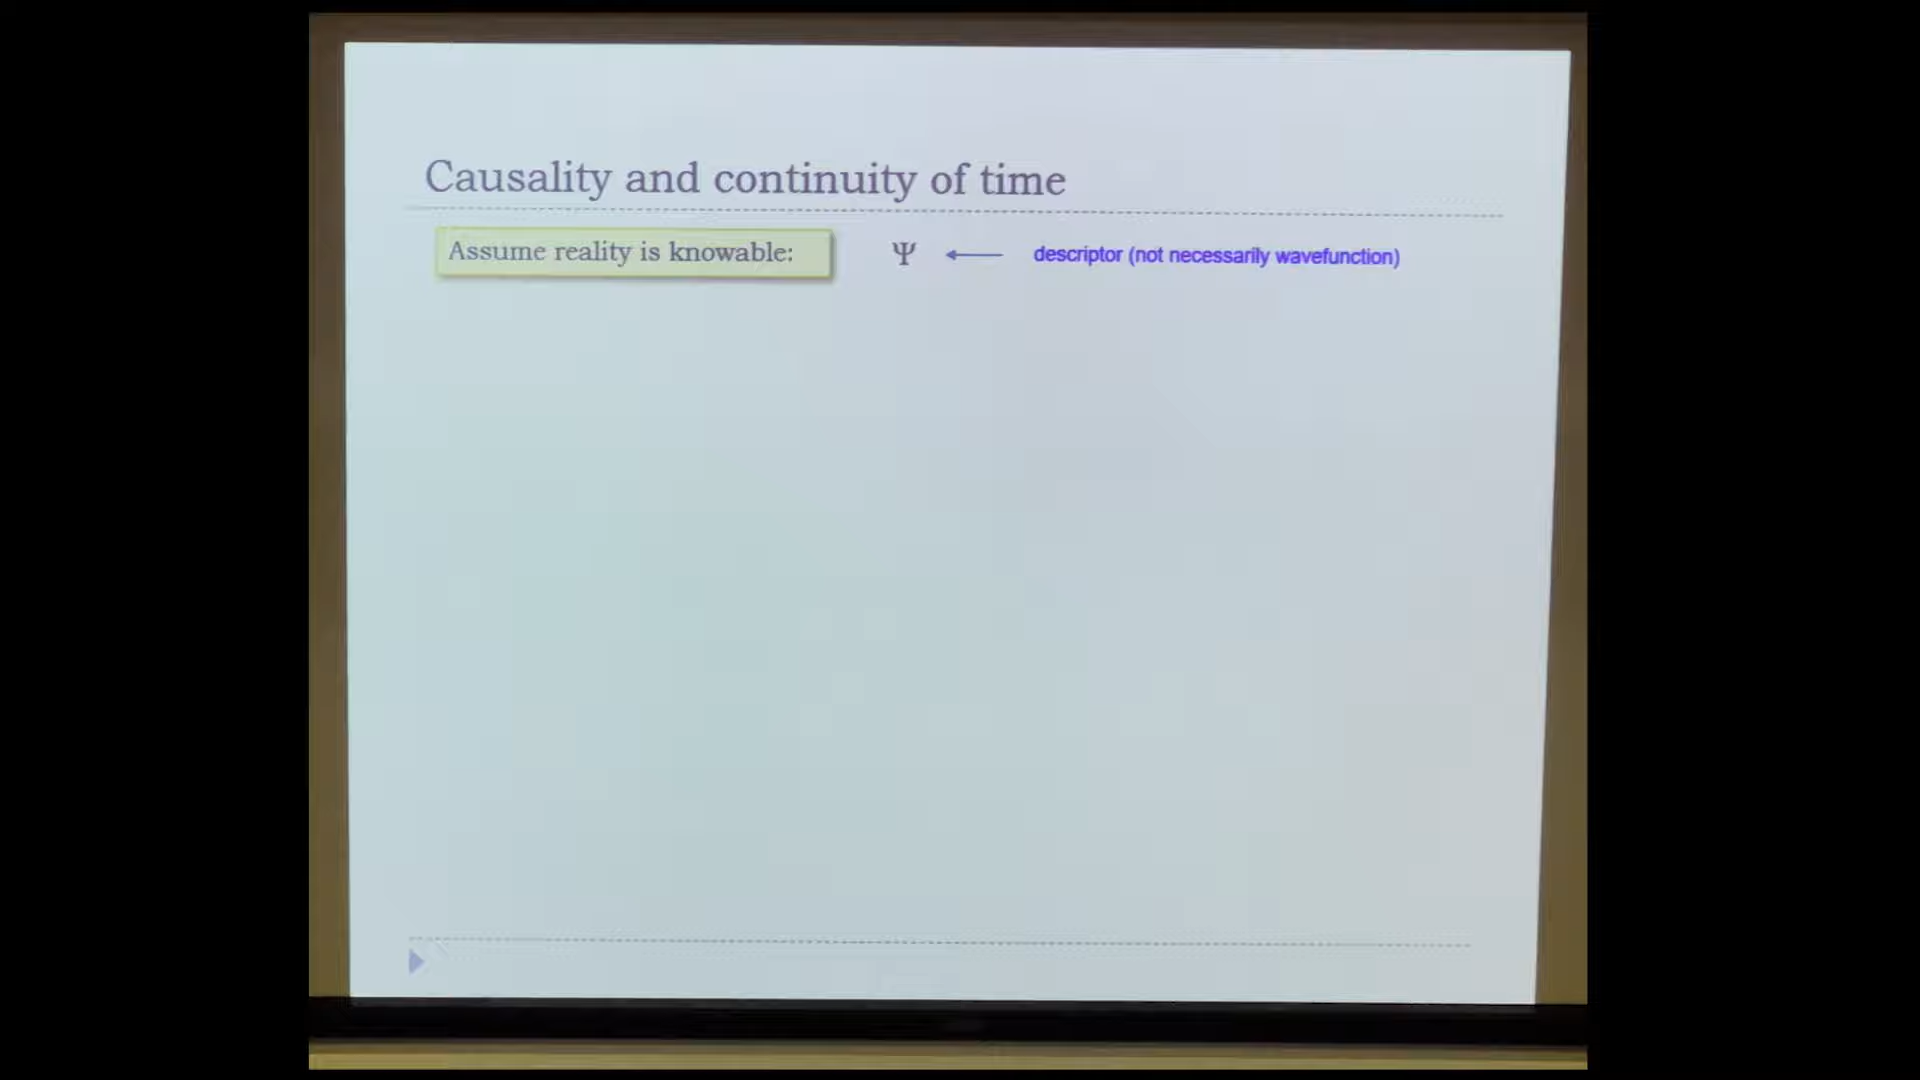 Causality and continuity of time
Assume reality is knowable: Ψ ← descriptor (not necessarily wavefunction)